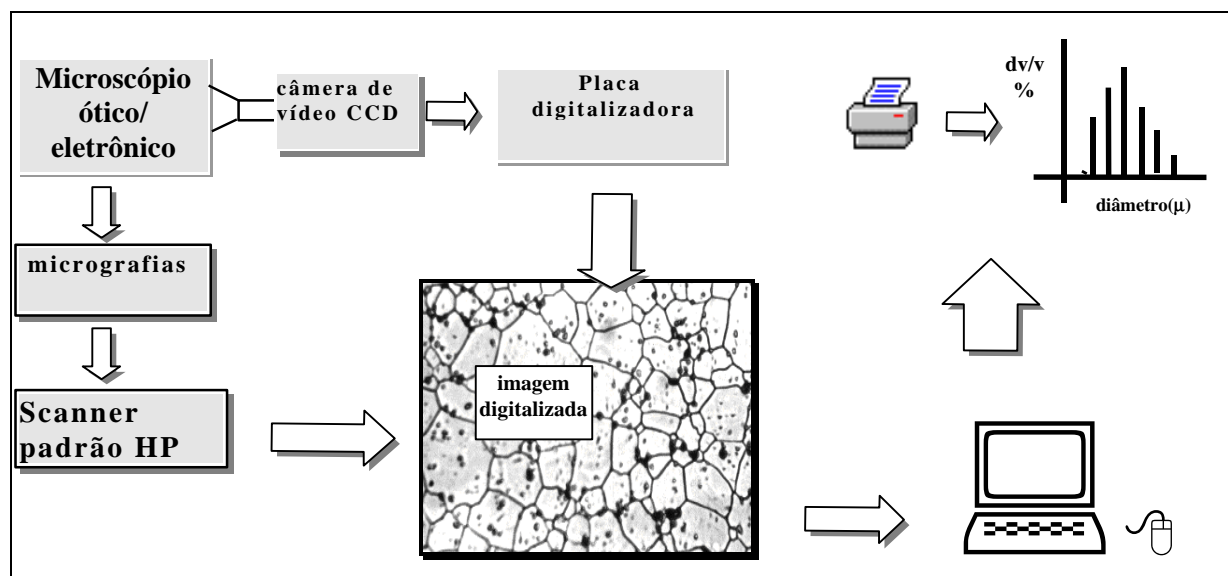 Microscópio
ótico/
eletrônico
câmera de
vídeo CCD
Placa
digitalizadora
dv/v
%
diâmetro(μ)
micrografias
imagem
digitalizada
Scanner
padrão HP